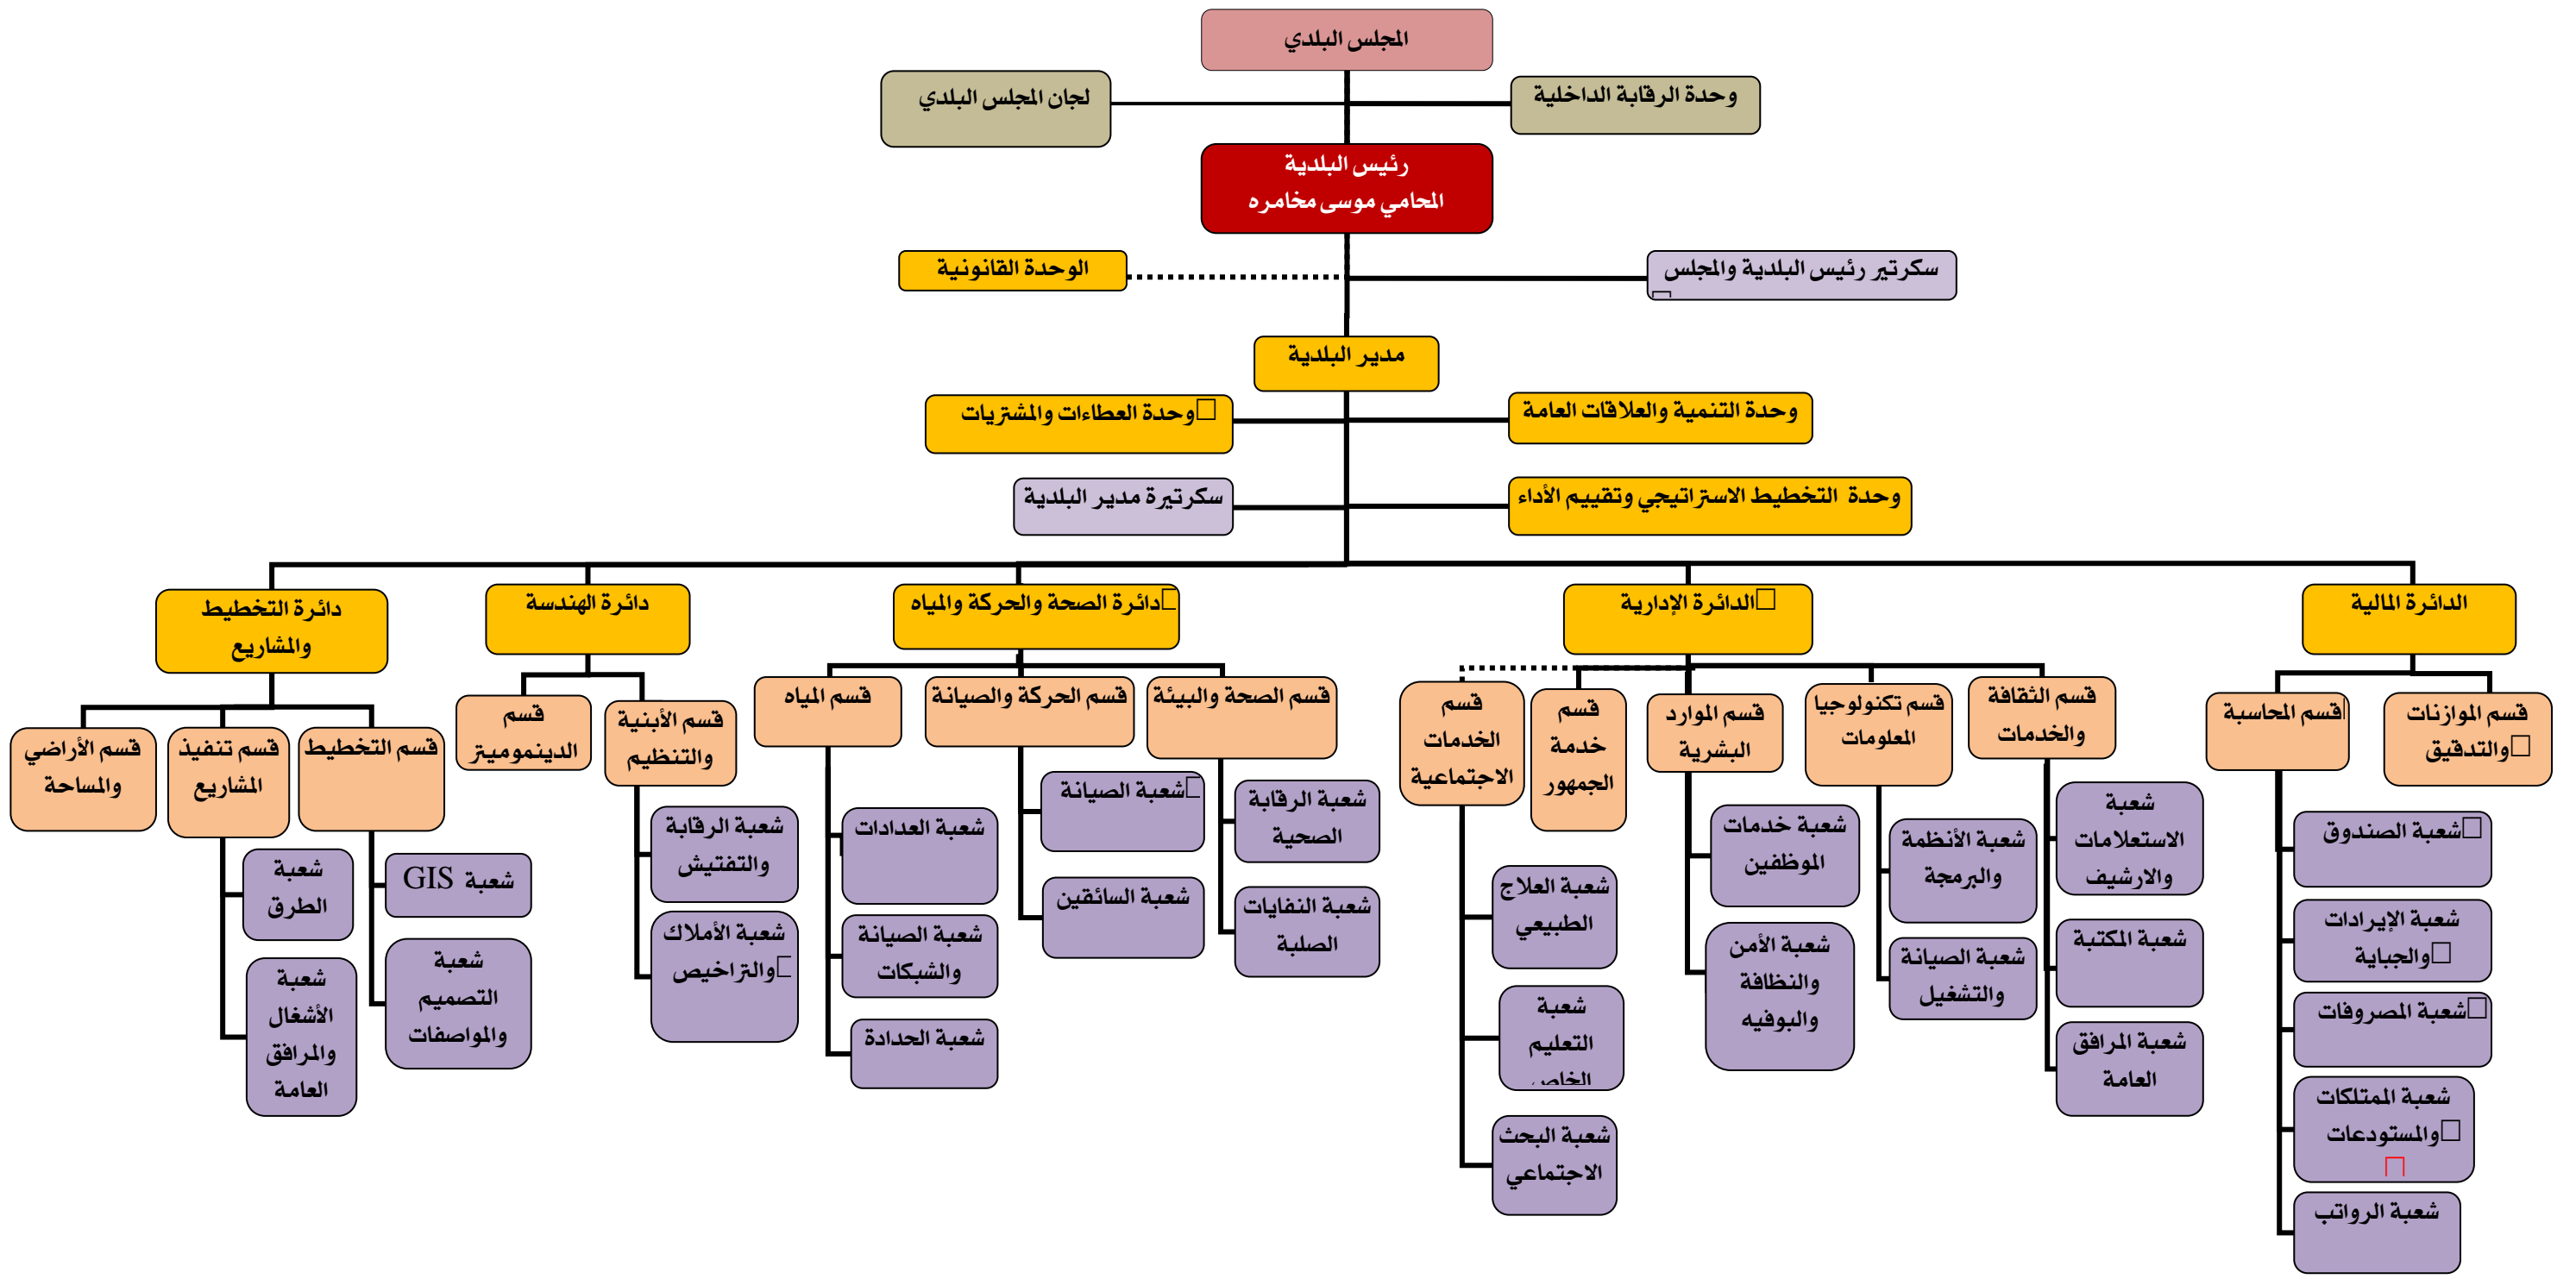 المجلس البلدي
وحدة الرقابة الداخلية
لجان المجلس البلدي
رئيس البلدية
المحامي موسى مخامره
سكرتير رئيس البلدية والمجلس
الوحدة القانونية
مدير البلدية
وحدة التنمية والعلاقات العامة
وحدة العطاءات والمشتريات
وحدة التخطيط الاستراتيجي وتقييم الأداء
سكرتيرة مدير البلدية
الدائرة المالية
الدائرة الإدارية
دائرة الصحة والحركة والمياه
دائرة الهندسة
دائرة التخطيط
والمشاريع
قسم الموازنات
والتدقيق
قسم المحاسبة
قسم الثقافة
والخدمات
قسم تكنولوجيا
المعلومات
قسم الموارد
البشرية
قسم
خدمة
الجمهور
قسم
الخدمات
الاجتماعية
قسم الصحة والبيئة
قسم الحركة والصيانة
قسم المياه
قسم الأبنية
والتنظيم
قسم
الدينموميتر
قسم التخطيط
قسم تنفيذ
المشاريع
قسم الأراضي
والمساحة
شعبة الصندوق
شعبة الإيرادات
والجباية
شعبة المصروفات
شعبة الممتلكات
والمستودعات
شعبة الرواتب
شعبة
الاستعلامات
والارشيف
شعبة المكتبة
شعبة المرافق
العامة
شعبة الأنظمة
والبرمجة
شعبة الصيانة
والتشغيل
شعبة خدمات
الموظفين
شعبة الأمن
والنظافة
والبوفيه
شعبة العلاج
الطبيعي
شعبة
التعليم
الخاص
شعبة البحث
الاجتماعي
شعبة الرقابة
الصحية
شعبة النفايات
الصلبة
شعبة الصيانة
شعبة السائقين
شعبة العدادات
شعبة الصيانة
والشبكات
شعبة الحدادة
شعبة الرقابة
والتفتيش
شعبة الأملاك
والتراخيص
شعبة GIS
شعبة
التصميم
والمواصفات
شعبة
الطرق
شعبة
الأشغال
والمرافق
العامة